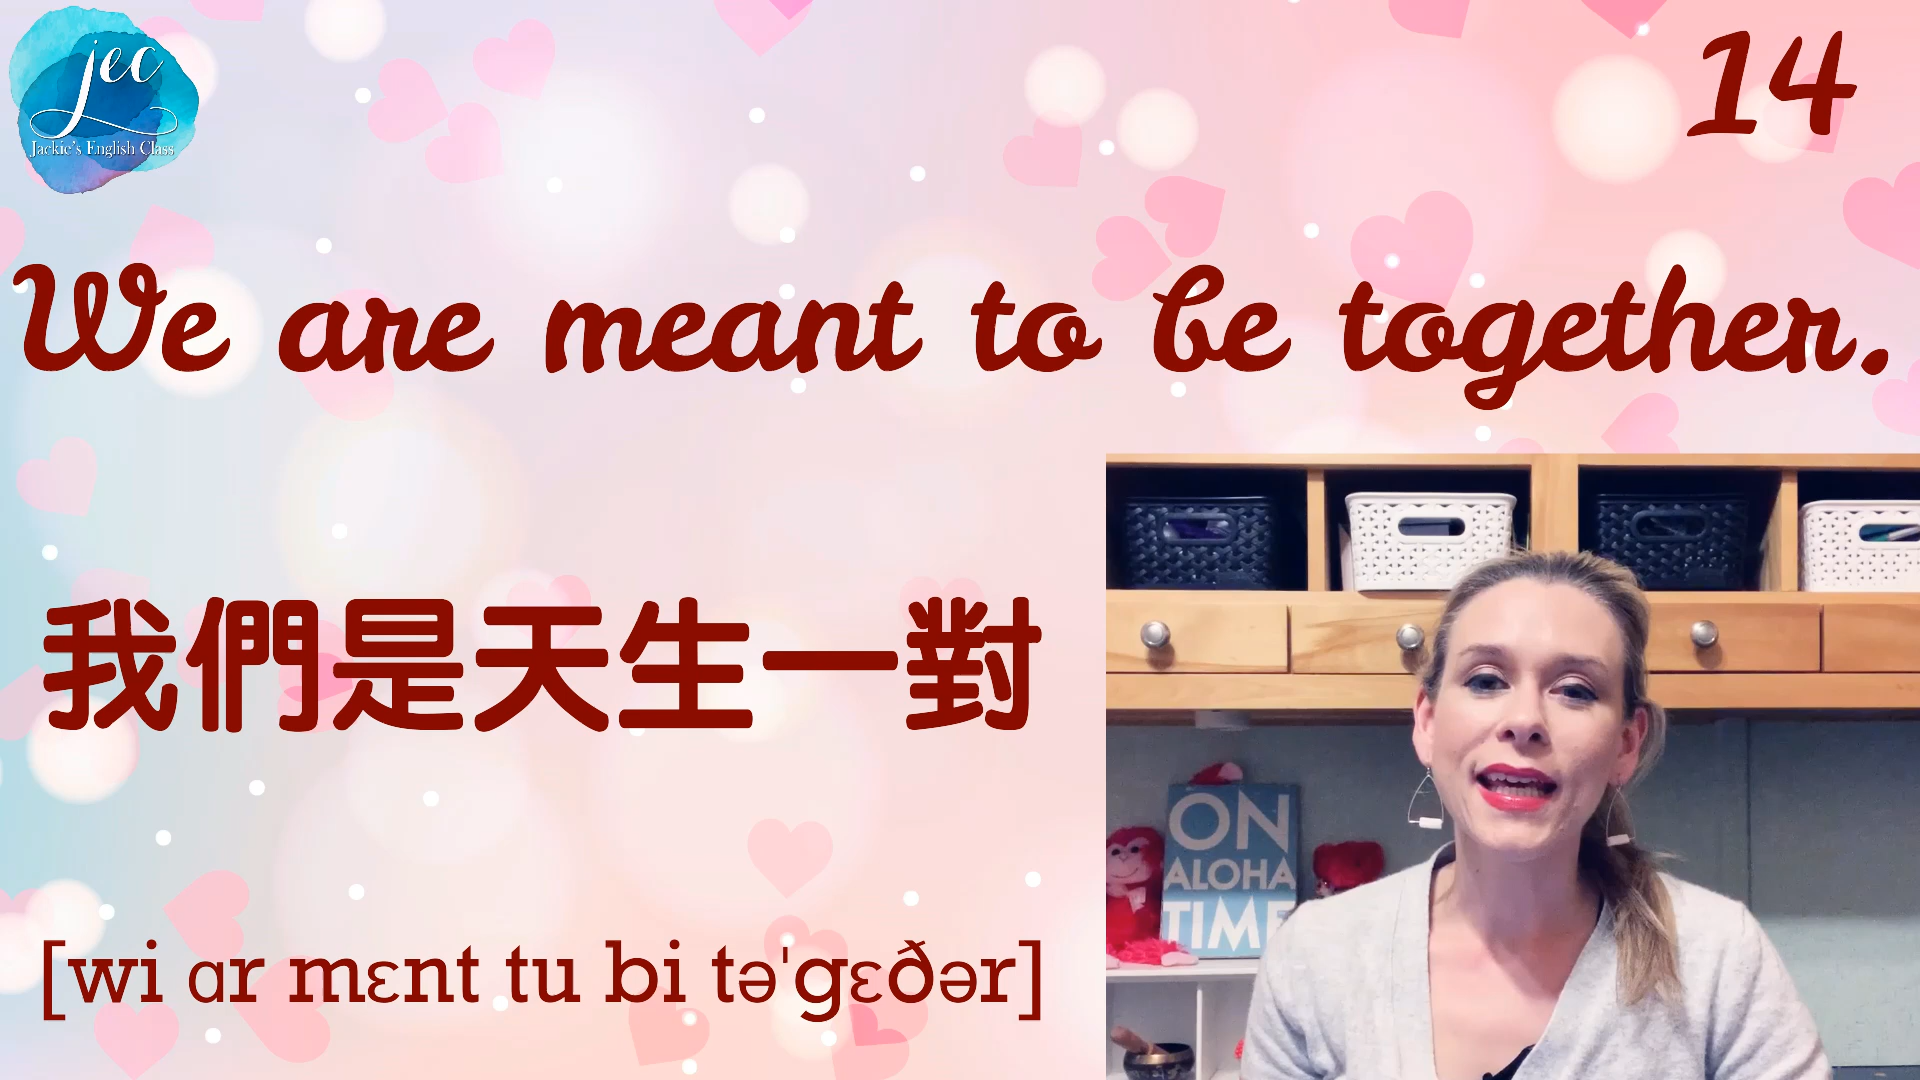 jec
Jackie's English Class
14
We are meant to be together.
我們是天生一對
[wi ɑr mɛnt tu bi tə'gɛðər]
ON
ALOHA
TIME